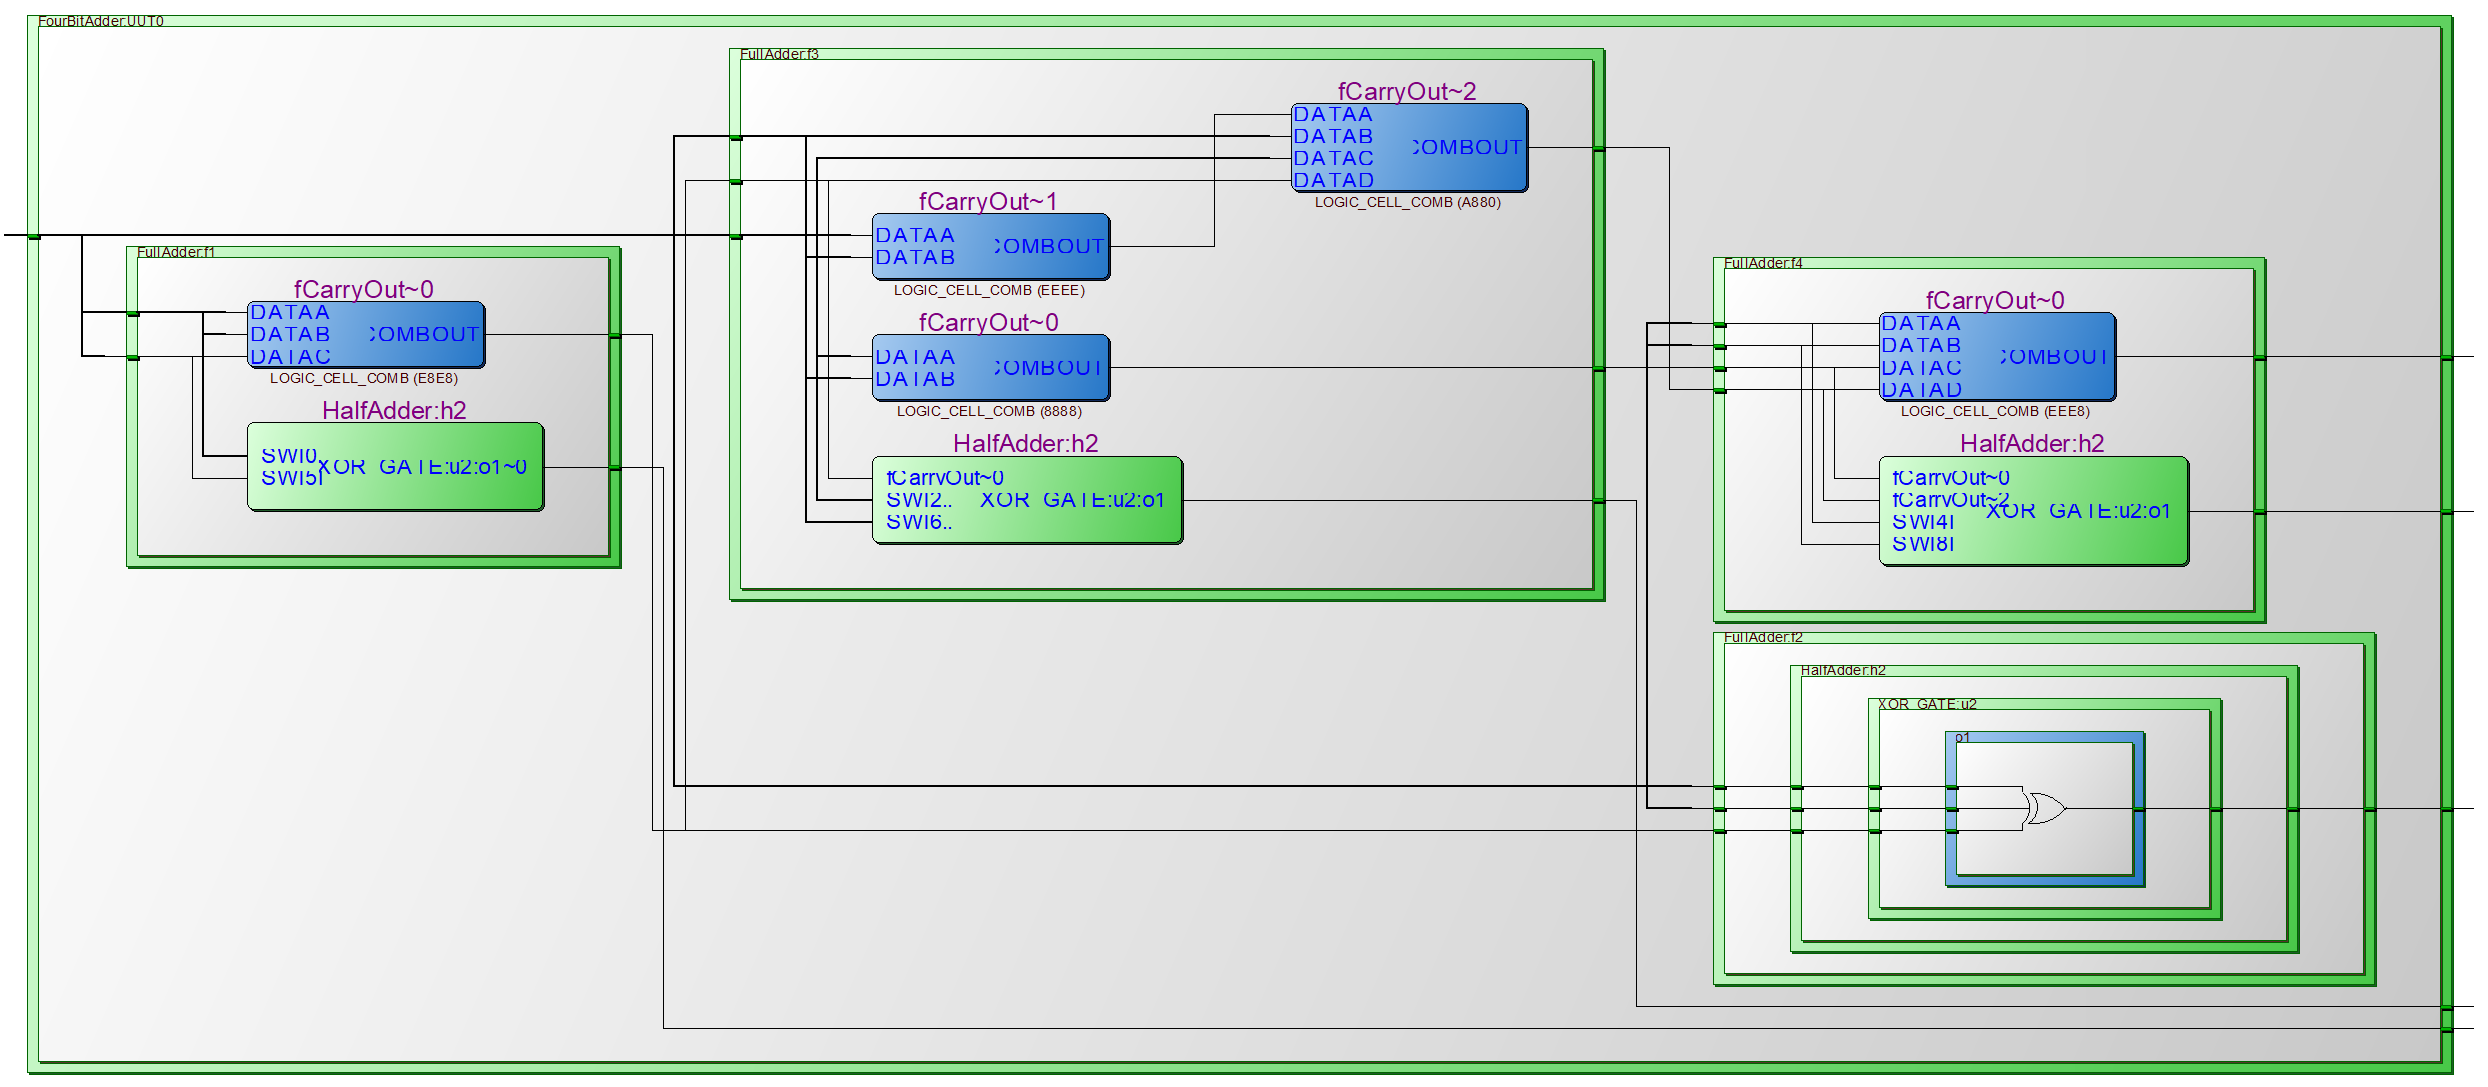 FourBitAdder:UUT0
FullAdder:f1
fCarryOut~0
DATAA
DATAB
DATAC
COMBOUT
LOGIC_CELL_COMB (E8E8)
HalfAdder:h2
SWI0
SWI5
XOR_GATE:u2:o1~0
FullAdder:f3
fCarryOut~2
DATAA
DATAB
DATAC
DATAD
COMBOUT
LOGIC_CELL_COMB (A880)
fCarryOut~1
DATAA
DATAB
COMBOUT
LOGIC_CELL_COMB (EEEE)
fCarryOut~0
DATAA
DATAB
COMBOUT
LOGIC_CELL_COMB (8888)
HalfAdder:h2
fCarryOut~0
SWI2..
SWI6..
XOR_GATE:u2:o1
FullAdder:f4
fCarryOut~0
DATAA
DATAB
DATAC
DATAD
COMBOUT
LOGIC_CELL_COMB (EEE8)
HalfAdder:h2
fCarryOut~0
fCarryOut~2
SWI4I
SWI8I
XOR_GATE:u2:o1
FullAdder:f2
HalfAdder:h2
XOR_GATE:u2
o1